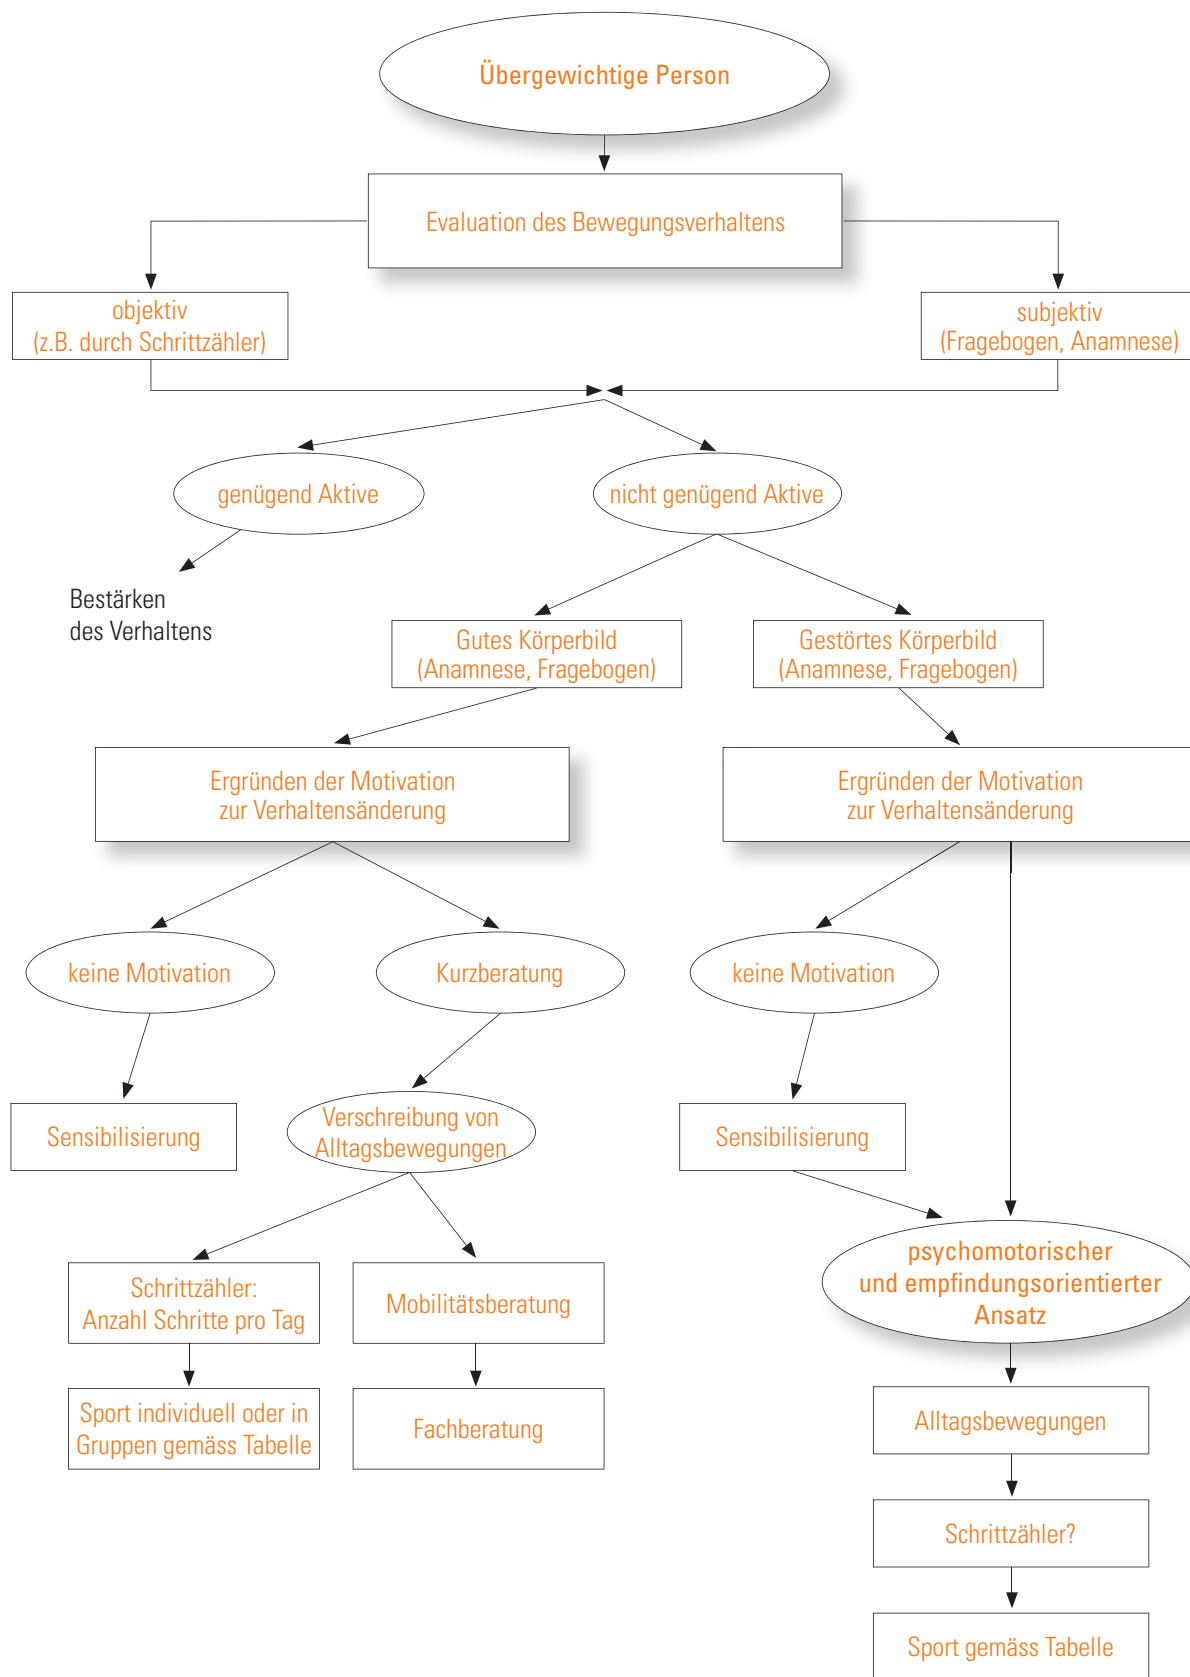 Übergewichtige Person
Evaluation des Bewegungsverhaltens
objektiv
(z.B. durch Schrittzähler)
subjektiv
(Fragebogen, Anamnese)
genügend Aktive
nicht genügend Aktive
Bestärken
des Verhaltens
Gutes Körperbild
(Anamnese, Fragebogen)
Gestörtes Körperbild
(Anamnese, Fragebogen)
Ergründen der Motivation
zur Verhaltensänderung
Ergründen der Motivation
zur Verhaltensänderung
keine Motivation
Kurzberatung
keine Motivation
Sensibilisierung
Verschreibung von
Alltagsbewegungen
Sensibilisierung
Schrittzähler:
Anzahl Schritte pro Tag
Mobilitätsberatung
psychomotorischer
und empfindungsorientierter
Ansatz
Sport individuell oder in
Gruppen gemäss Tabelle
Fachberatung
Alltagsbewegungen
Schrittzähler?
Sport gemäss Tabelle